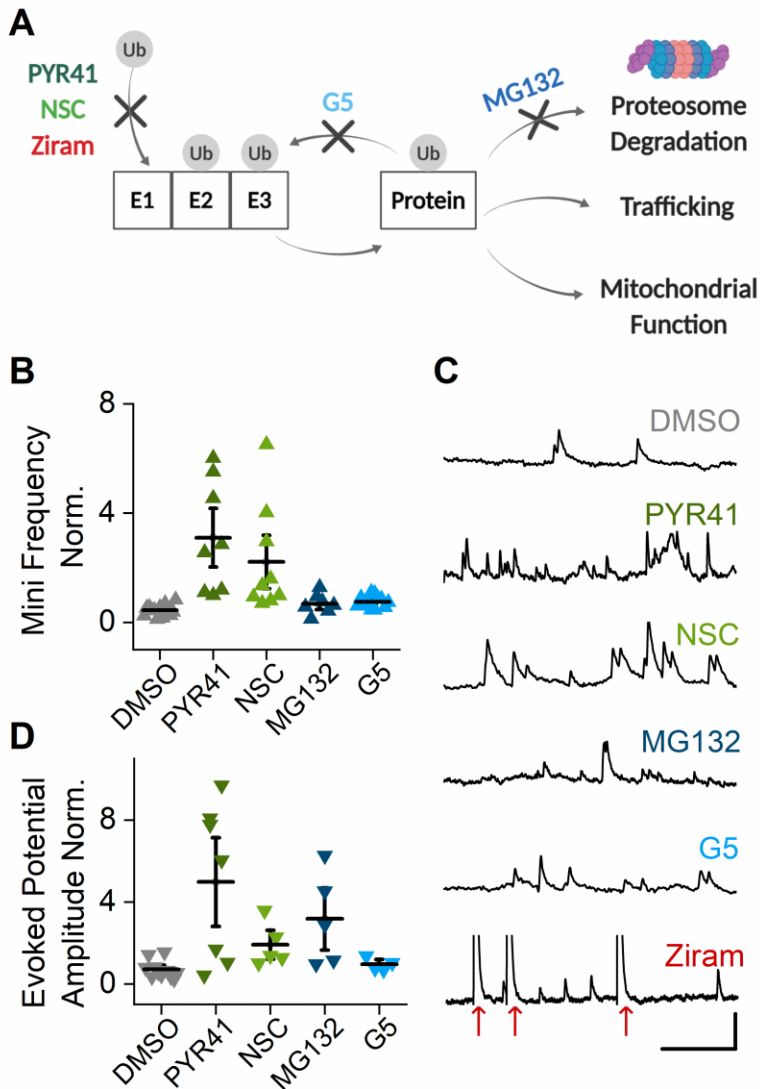 A
Ub
PYR41
NSC
Ziram
G5
MG132
Ub
Ub
Ub
E1
E2
E3
Protein
Proteosome
Degradation
Trafficking
Mitochondrial
Function
B
Mini Frequency
Norm.
8
4
0
DMSO
PYR41
NSC
MG132
G5
C
DMSO
PYR41
NSC
MG132
G5
Ziram
D
Evoked Potential
Amplitude Norm.
8
4
0
DMSO
PYR41
NSC
MG132
G5